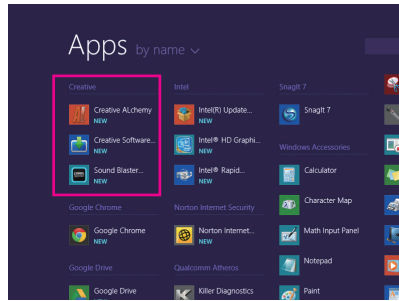 Apps by name
Creative
Creative ALchemy
NEW
Creative Software...
NEW
Sound Blaster...
NEW
Google Chrome
Google Chrome
NEW
Google Drive
Google Drive
Intel
Intel(R) Update...
NEW
Intel® HD Graphi...
NEW
Intel® Rapid...
NEW
Norton Internet Security
Norton Internet...
NEW
Qualcomm Atheros
Killer Diagnostics
SnagIt 7
SnagIt 7
Windows Accessories
Calculator
Character Map
Math Input Panel
Notepad
Paint